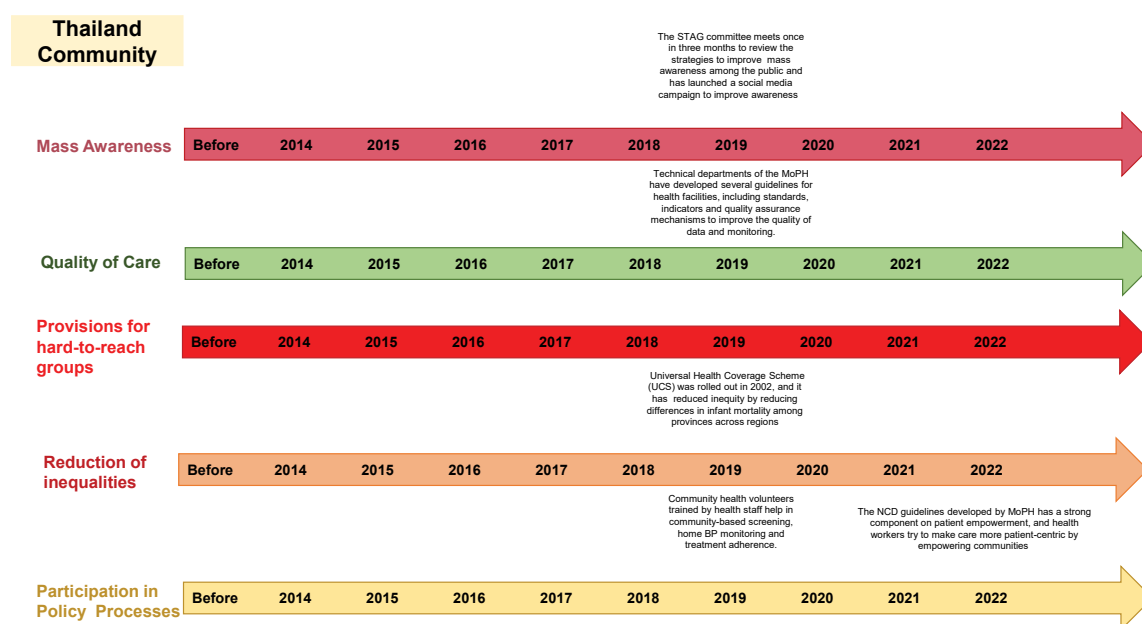 Thailand
Community
The STAG committee meets once
in three months to review the
strategies to improve mass
awareness among the public and
has launched a social media
campaign to improve awareness
Mass Awareness
Before 2014 2015 2016 2017 2018 2019 2020 2021 2022
Technical departments of the MoPH
have developed several guidelines for
health facilities, including standards,
indicators and quality assurance
mechanisms to improve the quality of
data and monitoring.
Quality of Care
Before 2014 2015 2016 2017 2018 2019 2020 2021 2022
Provisions for
hard-to-reach
groups
Before 2014 2015 2016 2017 2018 2019 2020 2021 2022
Universal Health Coverage Scheme
(UCS) was rolled out in 2002, and it
has reduced inequity by reducing
differences in infant mortality among
provinces across regions
Reduction of
inequalities
Before 2014 2015 2016 2017 2018 2019 2020 2021 2022
Community health volunteers
trained by health staff help in
community-based screening,
home BP monitoring and
treatment adherence.
The NCD guidelines developed by MoPH has a strong
component on patient empowerment, and health
workers try to make care more patient-centric by
empowering communities
Participation in
Policy Processes
Before 2014 2015 2016 2017 2018 2019 2020 2021 2022